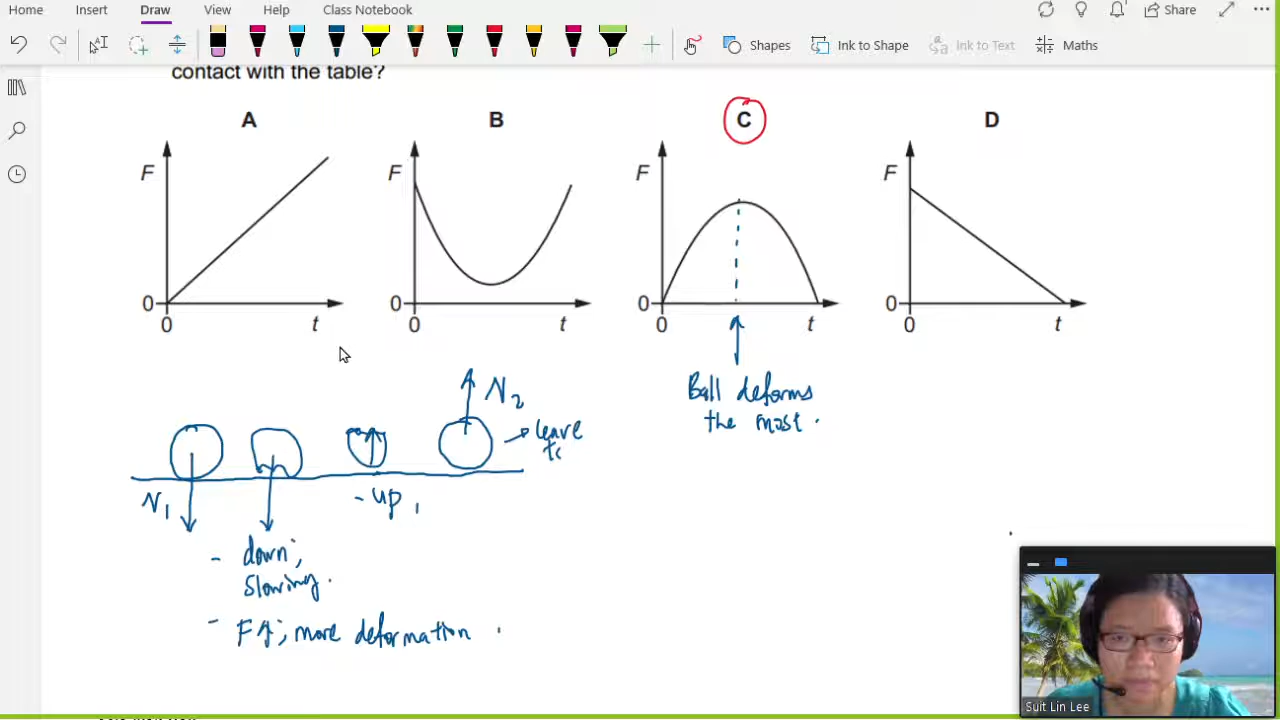 Home Insert Draw View Help Class Notebook Share
Shapes Ink to Shape Ink to Text Maths
contact with the table?
A B C D
F F F F
0 0 0 0
0 t 0 t 0 t 0 t
Ball deforms
the most.
N2
leave
N1
- up,
- down;
slowing.
- F↑; more deformation.
Suit Lin Lee